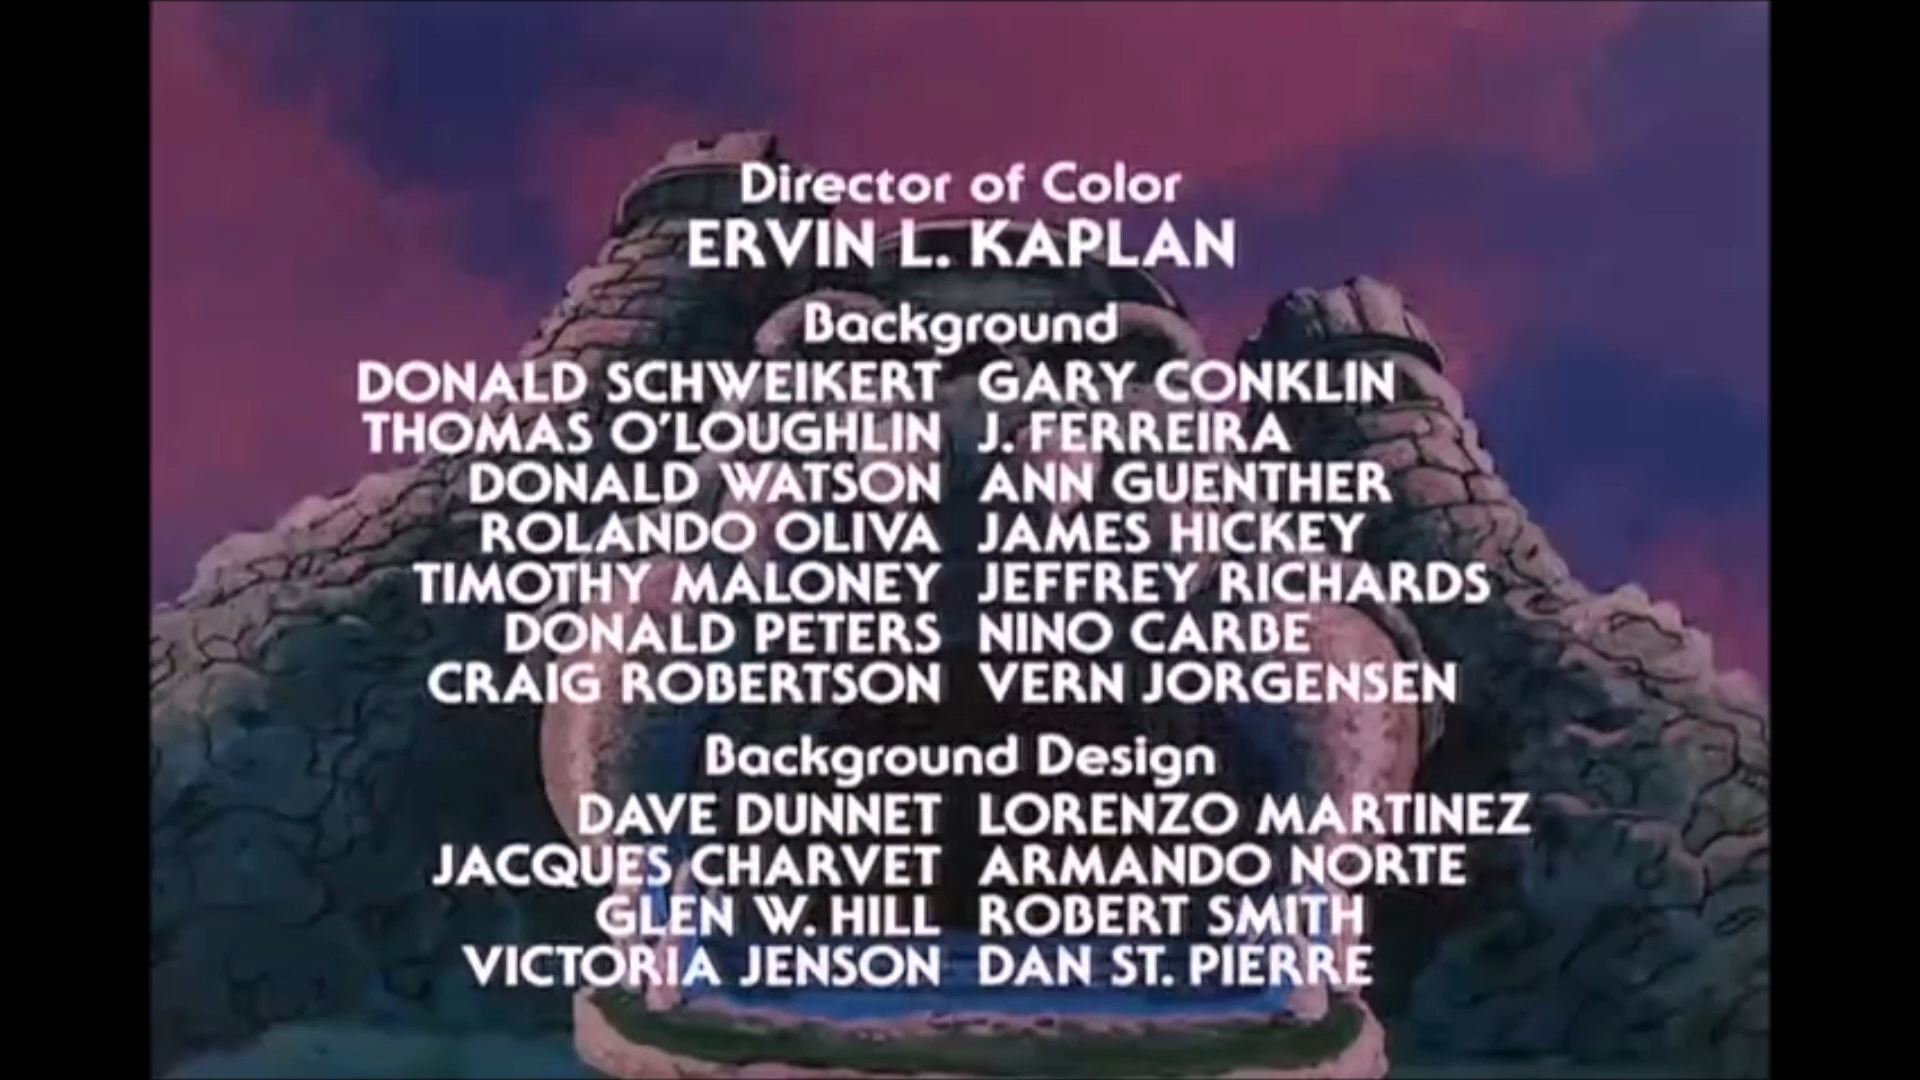 Director of Color
ERVIN L. KAPLAN
Background
DONALD SCHWEIKERT GARY CONKLIN
THOMAS O'LOUGHLIN J. FERREIRA
DONALD WATSON ANN GUENTHER
ROLANDO OLIVA JAMES HICKEY
TIMOTHY MALONEY JEFFREY RICHARDS
DONALD PETERS NINO CARBE
CRAIG ROBERTSON VERN JORGENSEN
Background Design
DAVE DUNNET LORENZO MARTINEZ
JACQUES CHARVET ARMANDO NORTE
GLEN W. HILL ROBERT SMITH
VICTORIA JENSON DAN ST. PIERRE